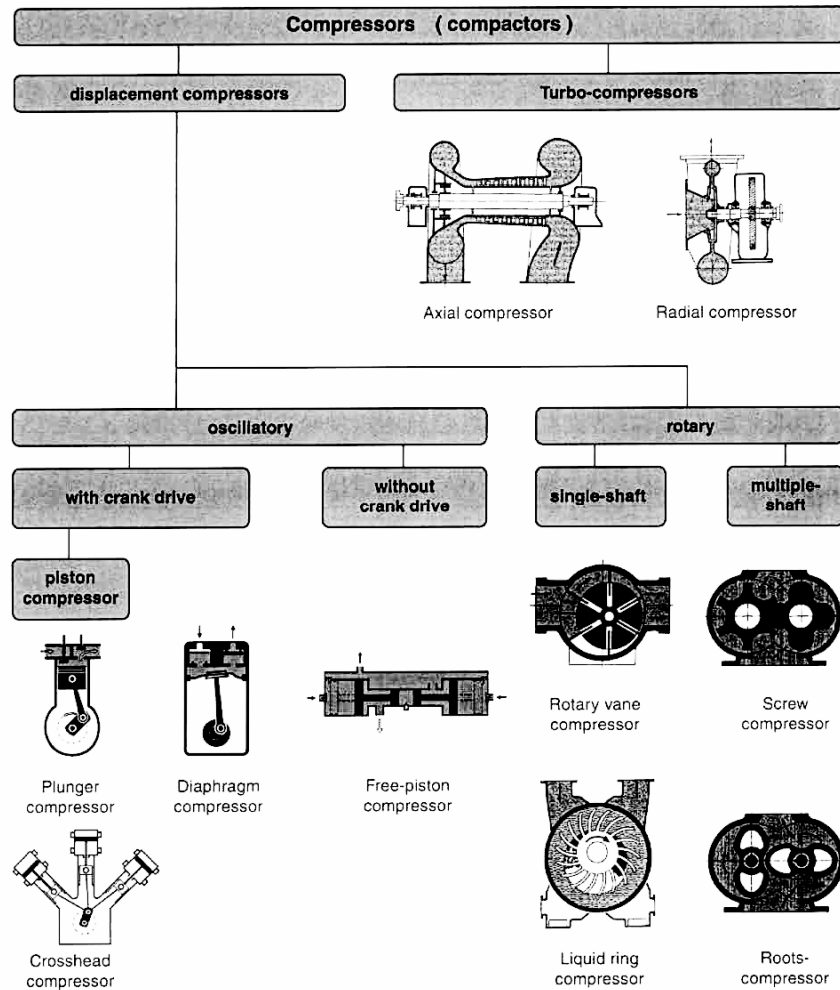 Compressors ( compactors )
displacement compressors
Turbo-compressors
Axial compressor
Radial compressor
oscillatory
rotary
with crank drive
without
crank drive
single-shaft
multiple-
shaft
piston
compressor
Rotary vane
compressor
Screw
compressor
Plunger
compressor
Diaphragm
compressor
Free-piston
compressor
Crosshead
compressor
Liquid ring
compressor
Roots-
compressor